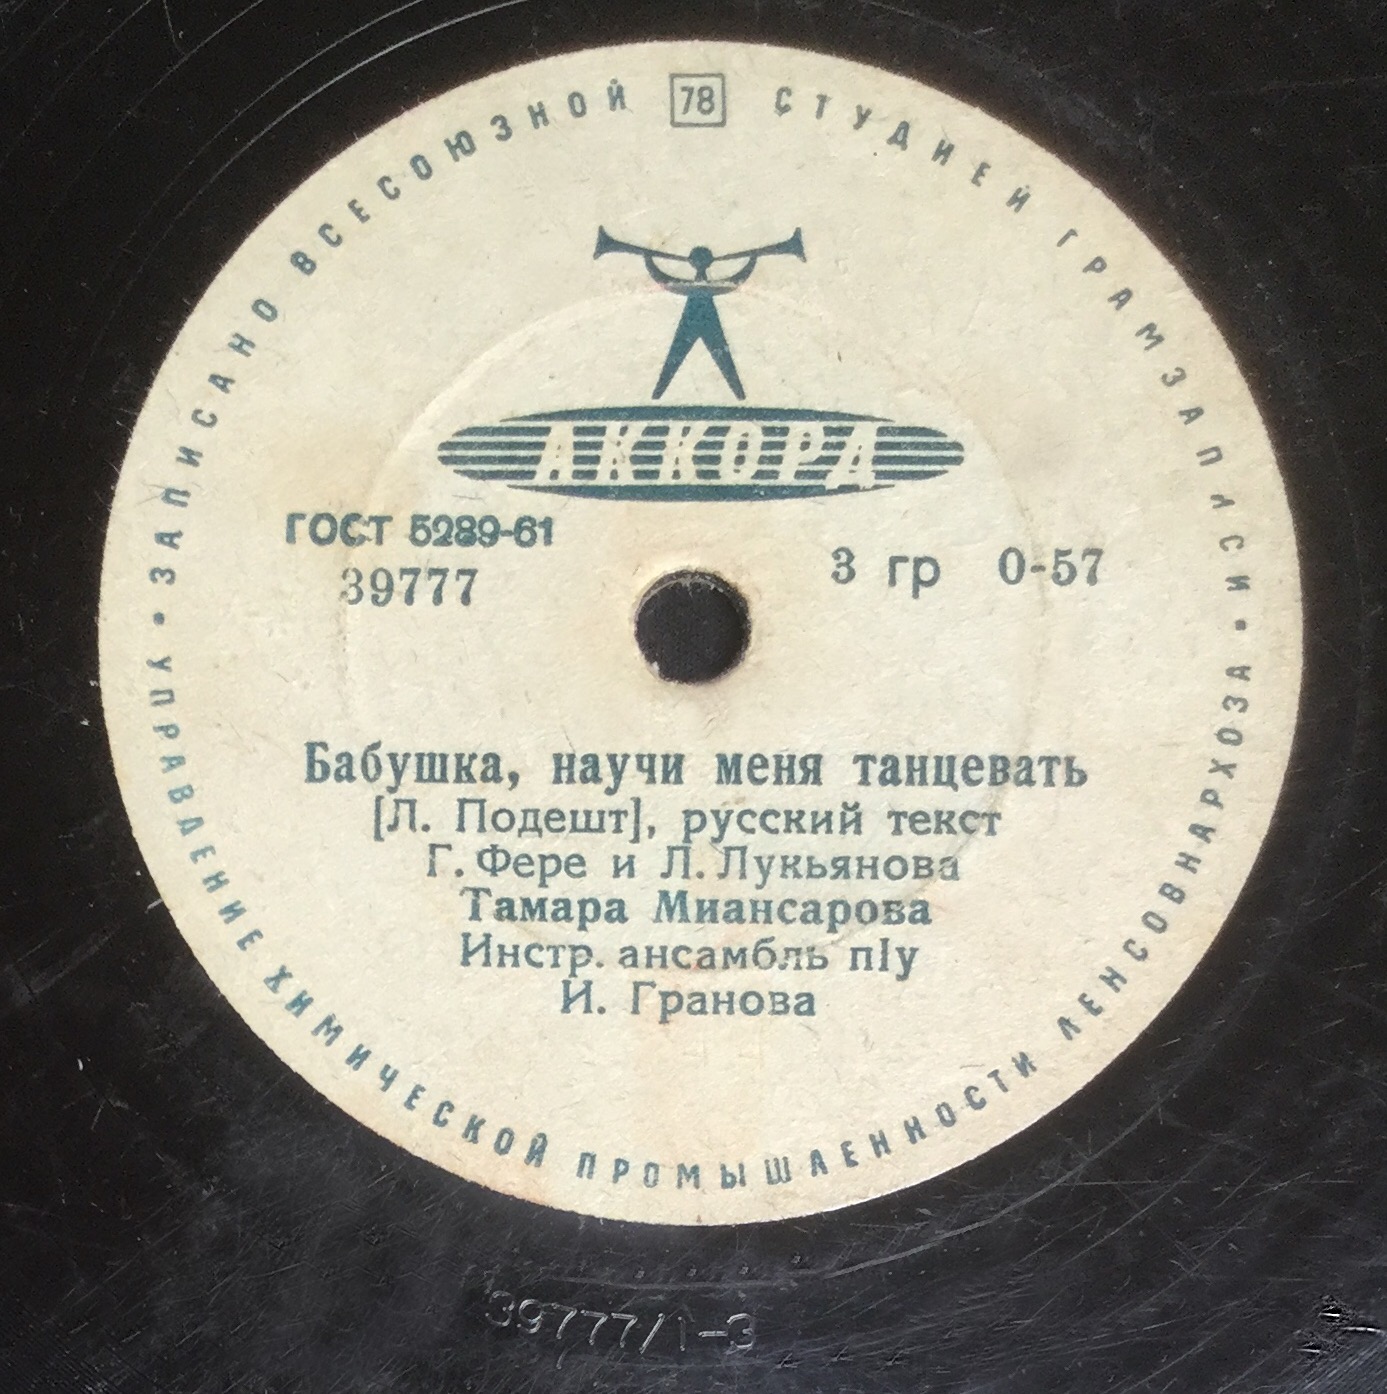 ЗАПИСАНО ВСЕСОЮЗНОЙ 78 СТУДИЕЙ ГРАМЗАПИСИ •
АККОРД
ГОСТ 5289-61
39777
3 гр 0-57
Бабушка, научи меня танцевать
[Л. Подешт], русский текст
Г. Фере и Л. Лукьянова
Тамара Миансарова
Инстр. ансамбль п/у
И. Гранова
УПРАВЛЕНИЕ ХИМИЧЕСКОЙ ПРОМЫШЛЕННОСТИ ЛЕНСОВНАРХОЗА •
39777/1-3